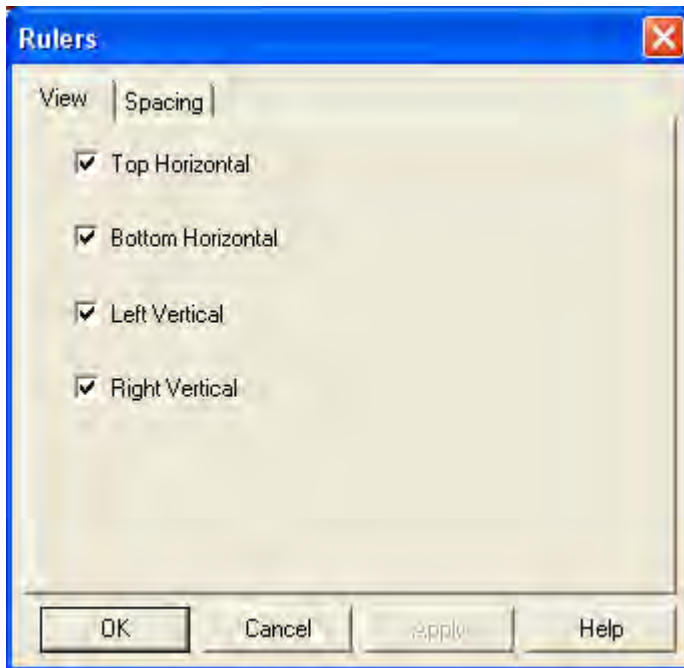 Rulers
View Spacing
Top Horizontal
Bottom Horizontal
Left Vertical
Right Vertical
OK Cancel Apply Help